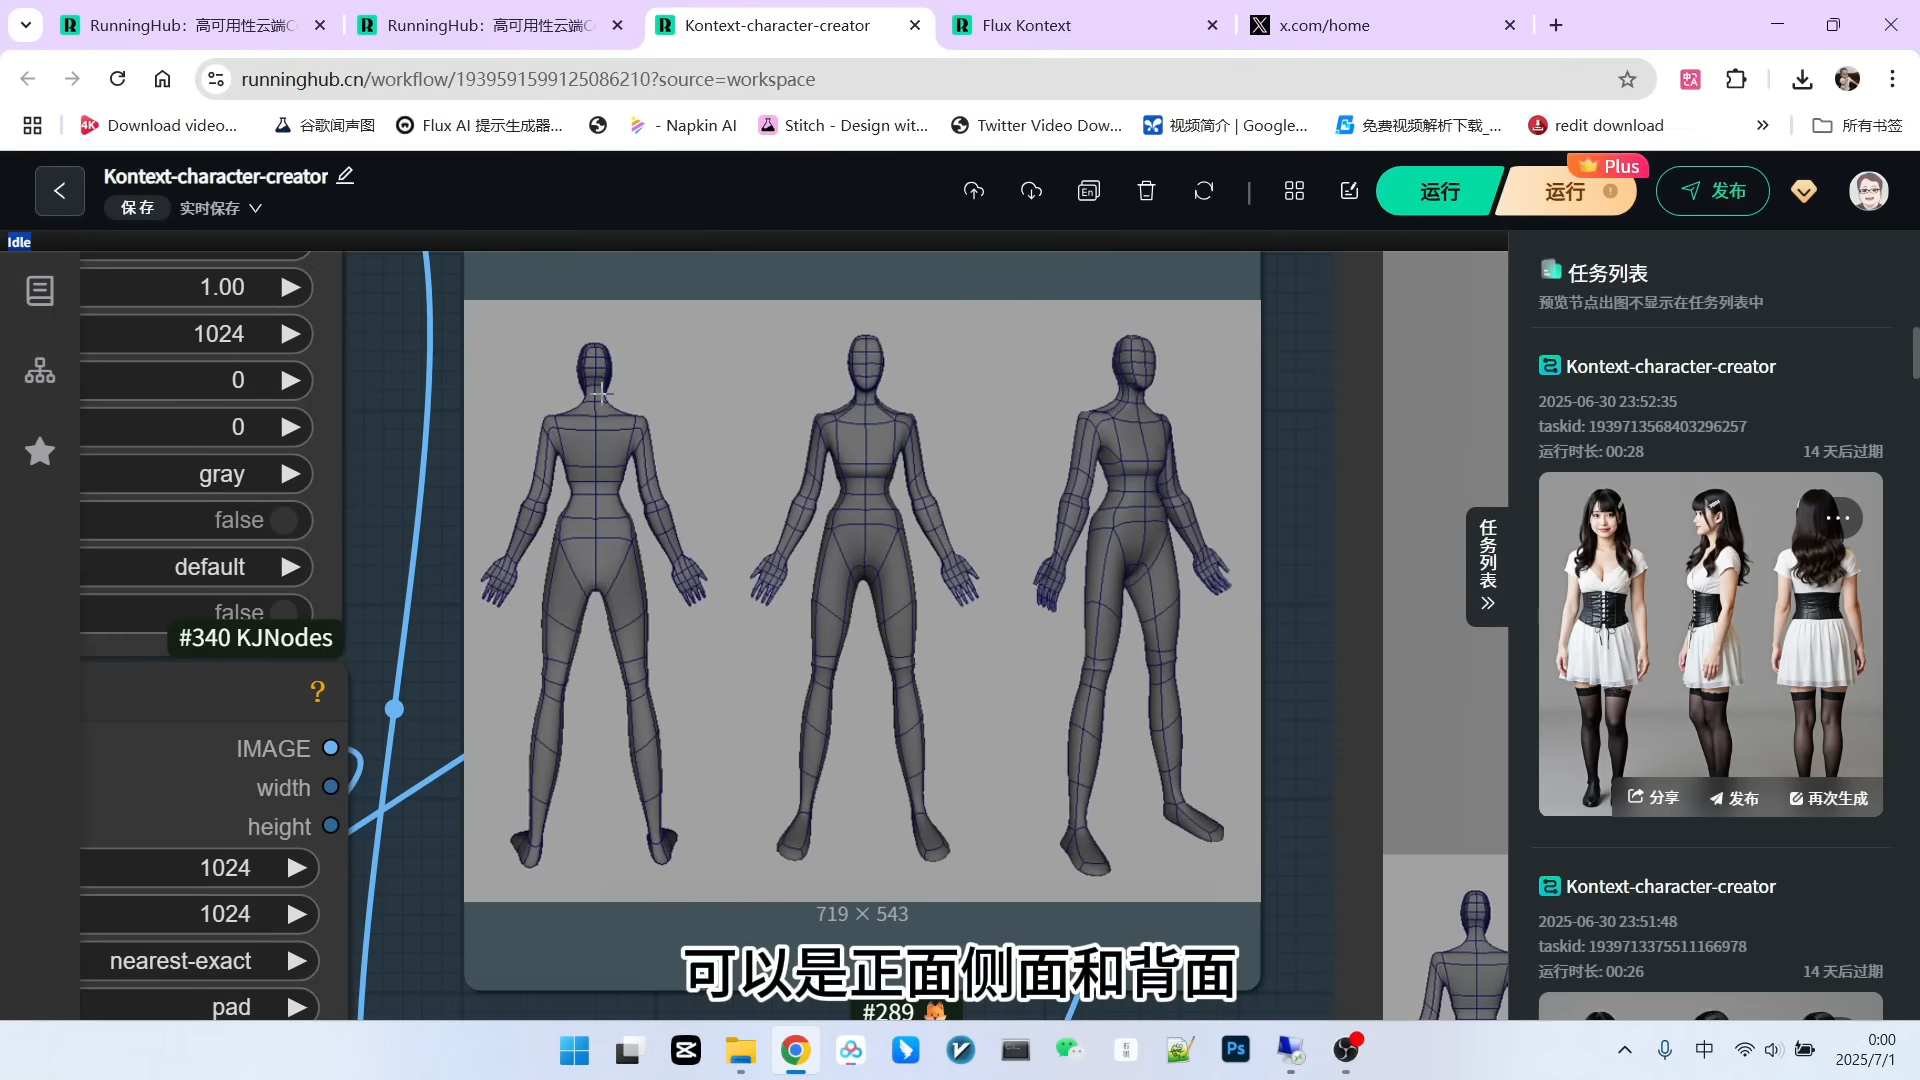 RunningHub：高可用性云端C
RunningHub：高可用性云端C
Kontext-character-creator
Flux Kontext
x.com/home
runninghub.cn/workflow/1939591599125086210?source=workspace
Download video...
谷歌闻声图
Flux AI 提示生成器...
- Napkin AI
Stitch - Design wit...
Twitter Video Dow...
视频简介 | Google...
免费视频解析下载_...
redit download
所有书签
Kontext-character-creator
保存
实时保存
En
运行
运行
Plus
发布
Idle
1.00
1024
0
0
gray
false
default
false
#340 KJNodes
?
IMAGE
width
height
1024
1024
nearest-exact
pad
719 × 543
可以是正面侧面和背面
#289
任务列表
任务列表
预览节点出图不显示在任务列表中
Kontext-character-creator
2025-06-30 23:52:35
taskid: 1939713568403296257
运行时长: 00:28
14 天后过期
分享
发布
再次生成
Kontext-character-creator
2025-06-30 23:51:48
taskid: 1939713375511166978
运行时长: 00:26
14 天后过期
Ps
中
0:00
2025/7/1